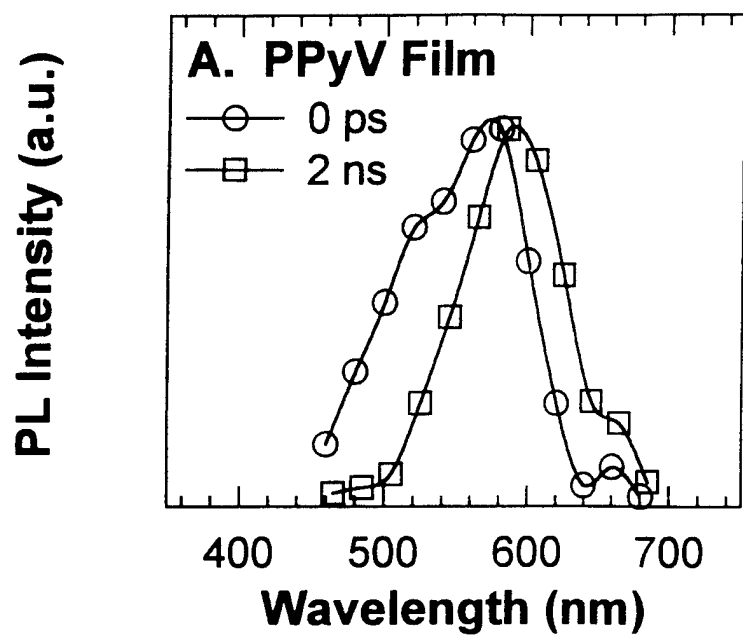 PL Intensity (a.u.)
A. PPyV Film
0 ps
2 ns
400 500 600 700
Wavelength (nm)